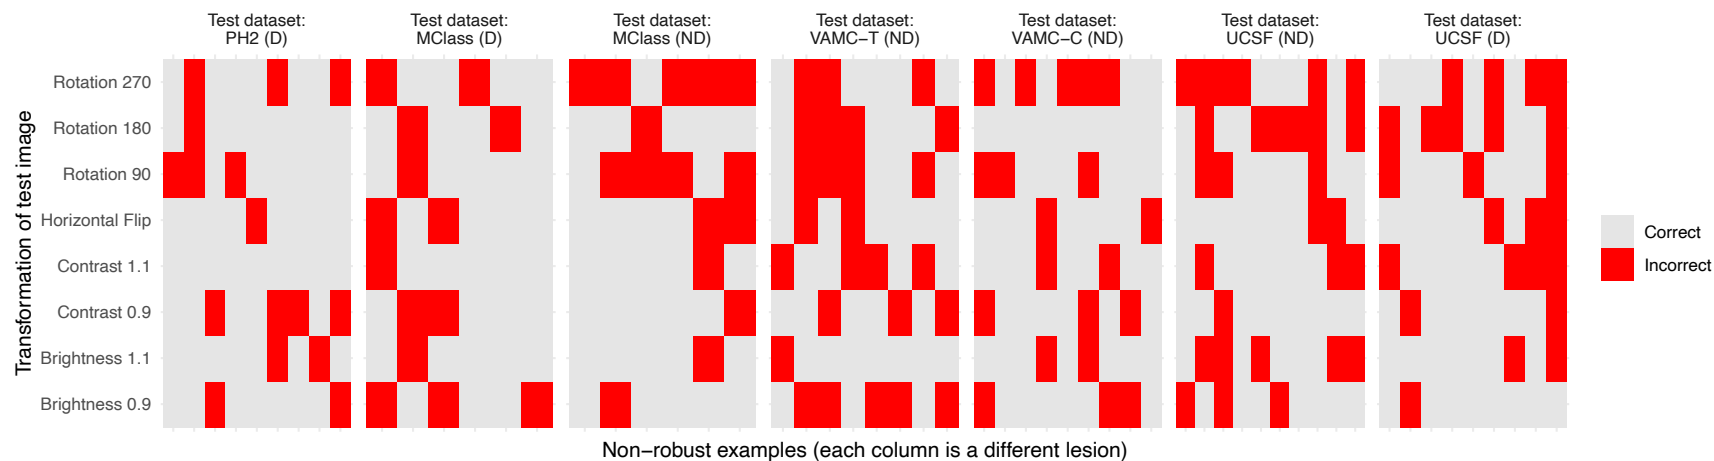 Test dataset:
PH2 (D)
Test dataset:
MClass (D)
Test dataset:
MClass (ND)
Test dataset:
VAMC−T (ND)
Test dataset:
VAMC−C (ND)
Test dataset:
UCSF (ND)
Test dataset:
UCSF (D)
Transformation of test image
Rotation 270
Rotation 180
Rotation 90
Horizontal Flip
Contrast 1.1
Contrast 0.9
Brightness 1.1
Brightness 0.9
Correct
Incorrect
Non−robust examples (each column is a different lesion)